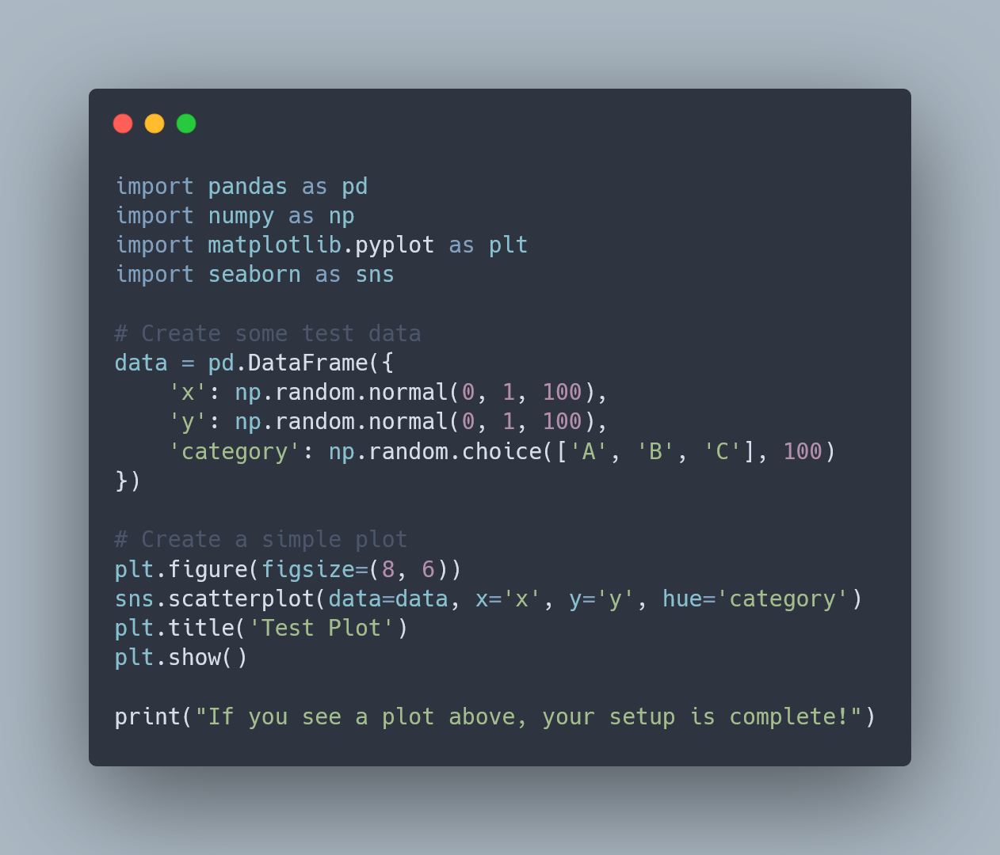 import pandas as pd
import numpy as np
import matplotlib.pyplot as plt
import seaborn as sns

# Create some test data
data = pd.DataFrame({
    'x': np.random.normal(0, 1, 100),
    'y': np.random.normal(0, 1, 100),
    'category': np.random.choice(['A', 'B', 'C'], 100)
})

# Create a simple plot
plt.figure(figsize=(8, 6))
sns.scatterplot(data=data, x='x', y='y', hue='category')
plt.title('Test Plot')
plt.show()

print("If you see a plot above, your setup is complete!")